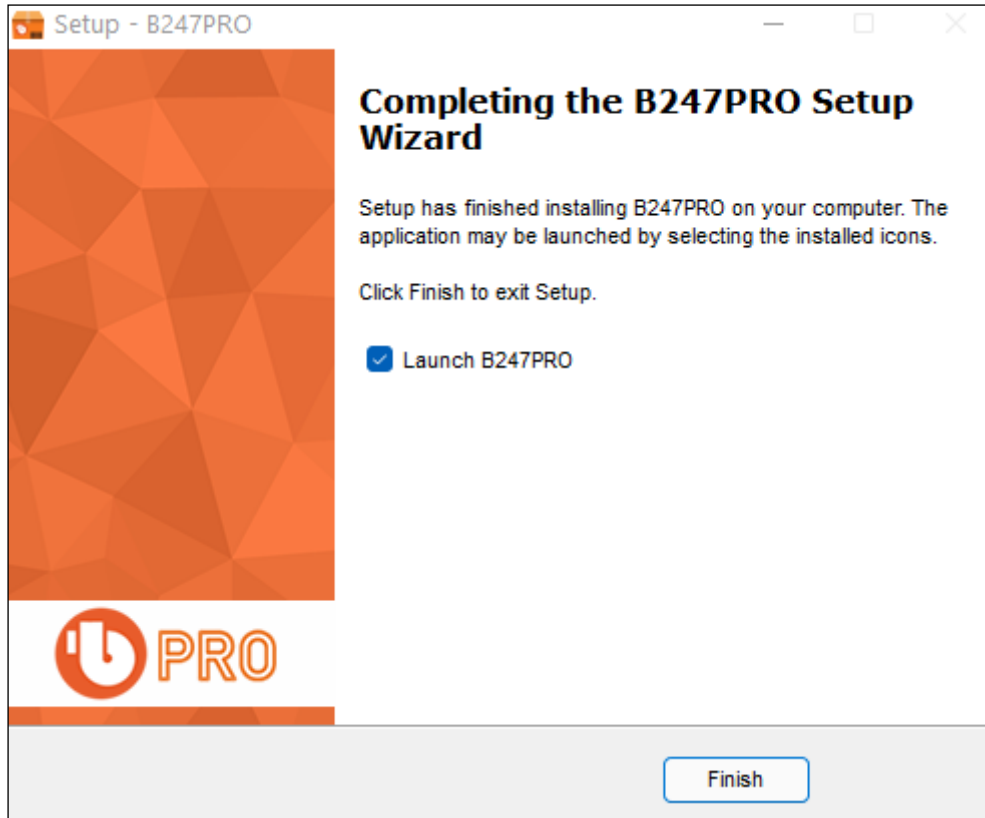 Setup - B247PRO
Completing the B247PRO Setup
Wizard
Setup has finished installing B247PRO on your computer. The
application may be launched by selecting the installed icons.
Click Finish to exit Setup.
Launch B247PRO
b PRO
Finish